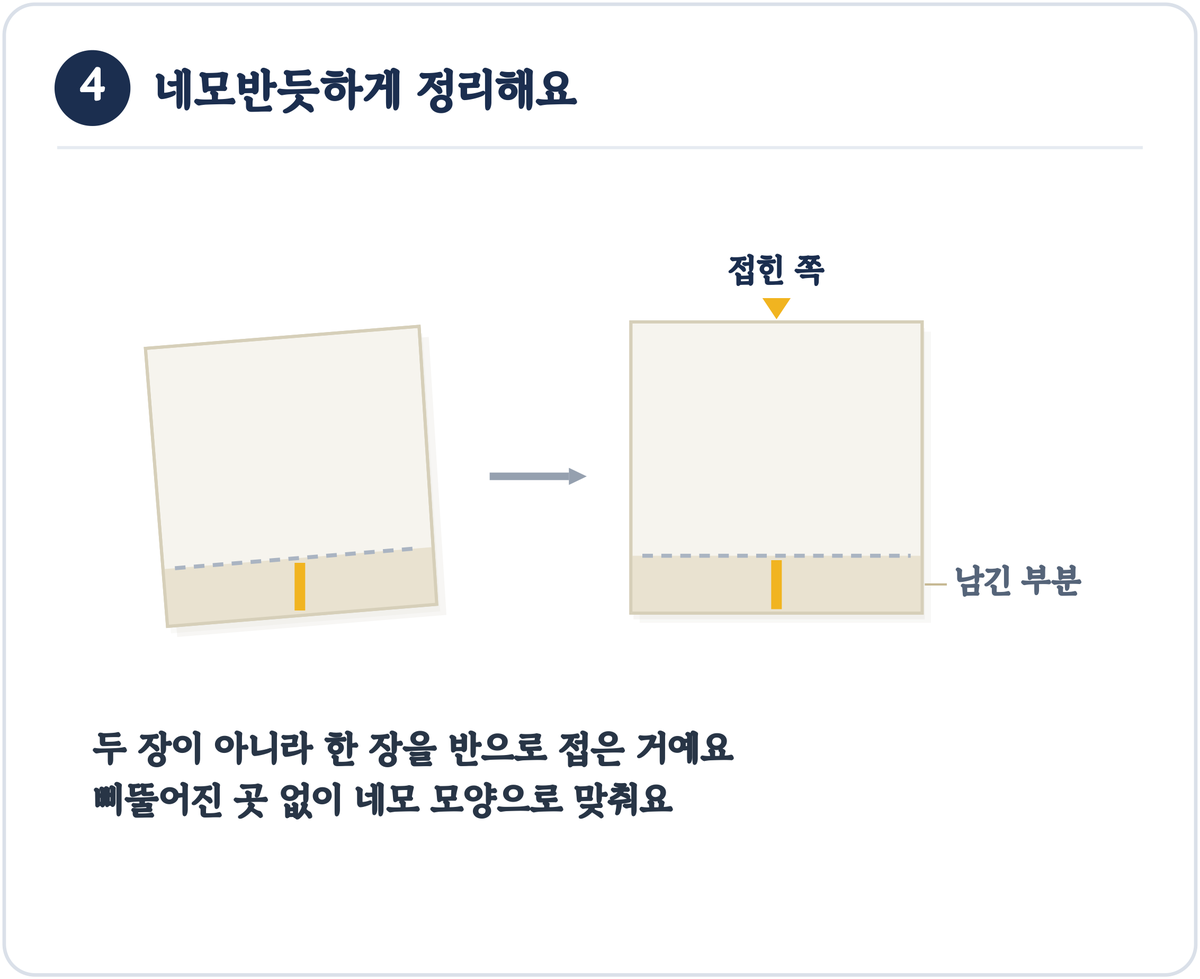 4 네모반듯하게 정리해요
접힌 쪽
남긴 부분
두 장이 아니라 한 장을 반으로 접은 거예요
삐뚤어진 곳 없이 네모 모양으로 맞춰요